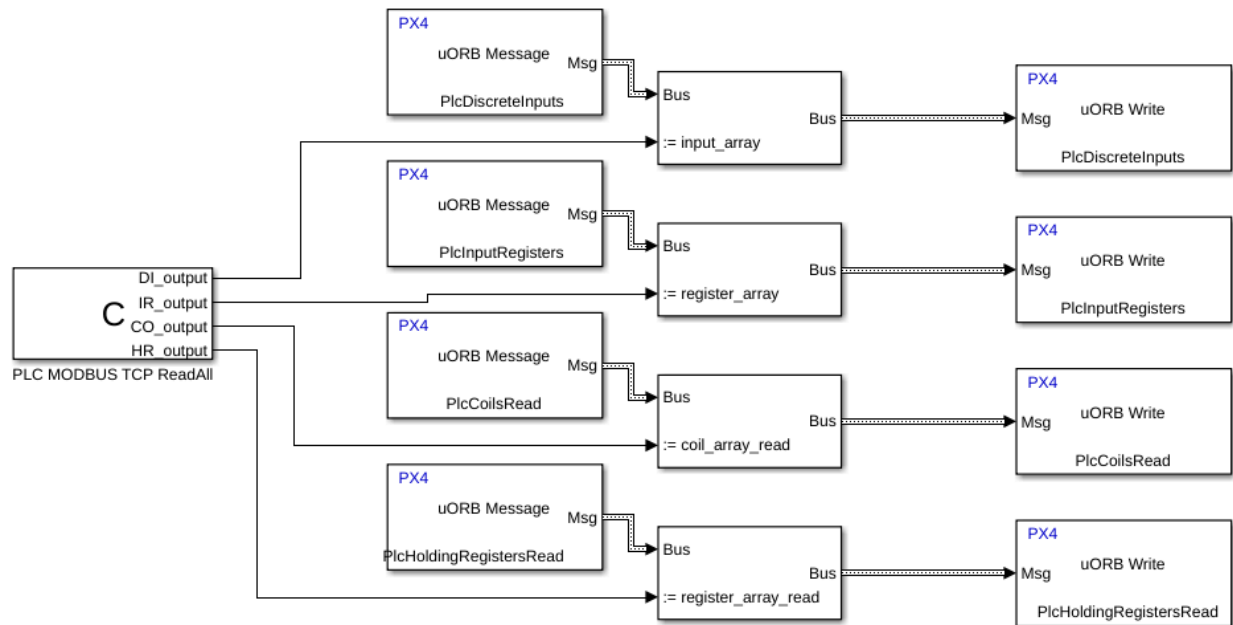 PX4
uORB Message
Msg
PlcDiscreteInputs
Bus
:= input_array
Bus
PX4
uORB Write
Msg
PlcDiscreteInputs
PX4
uORB Message
Msg
PlcInputRegisters
Bus
:= register_array
Bus
PX4
uORB Write
Msg
PlcInputRegisters
DI_output
IR_output
C
CO_output
HR_output
PLC MODBUS TCP ReadAll
PX4
uORB Message
Msg
PlcCoilsRead
Bus
:= coil_array_read
Bus
PX4
uORB Write
Msg
PlcCoilsRead
PX4
uORB Message
Msg
PlcHoldingRegistersRead
Bus
:= register_array_read
Bus
PX4
uORB Write
Msg
PlcHoldingRegistersRead